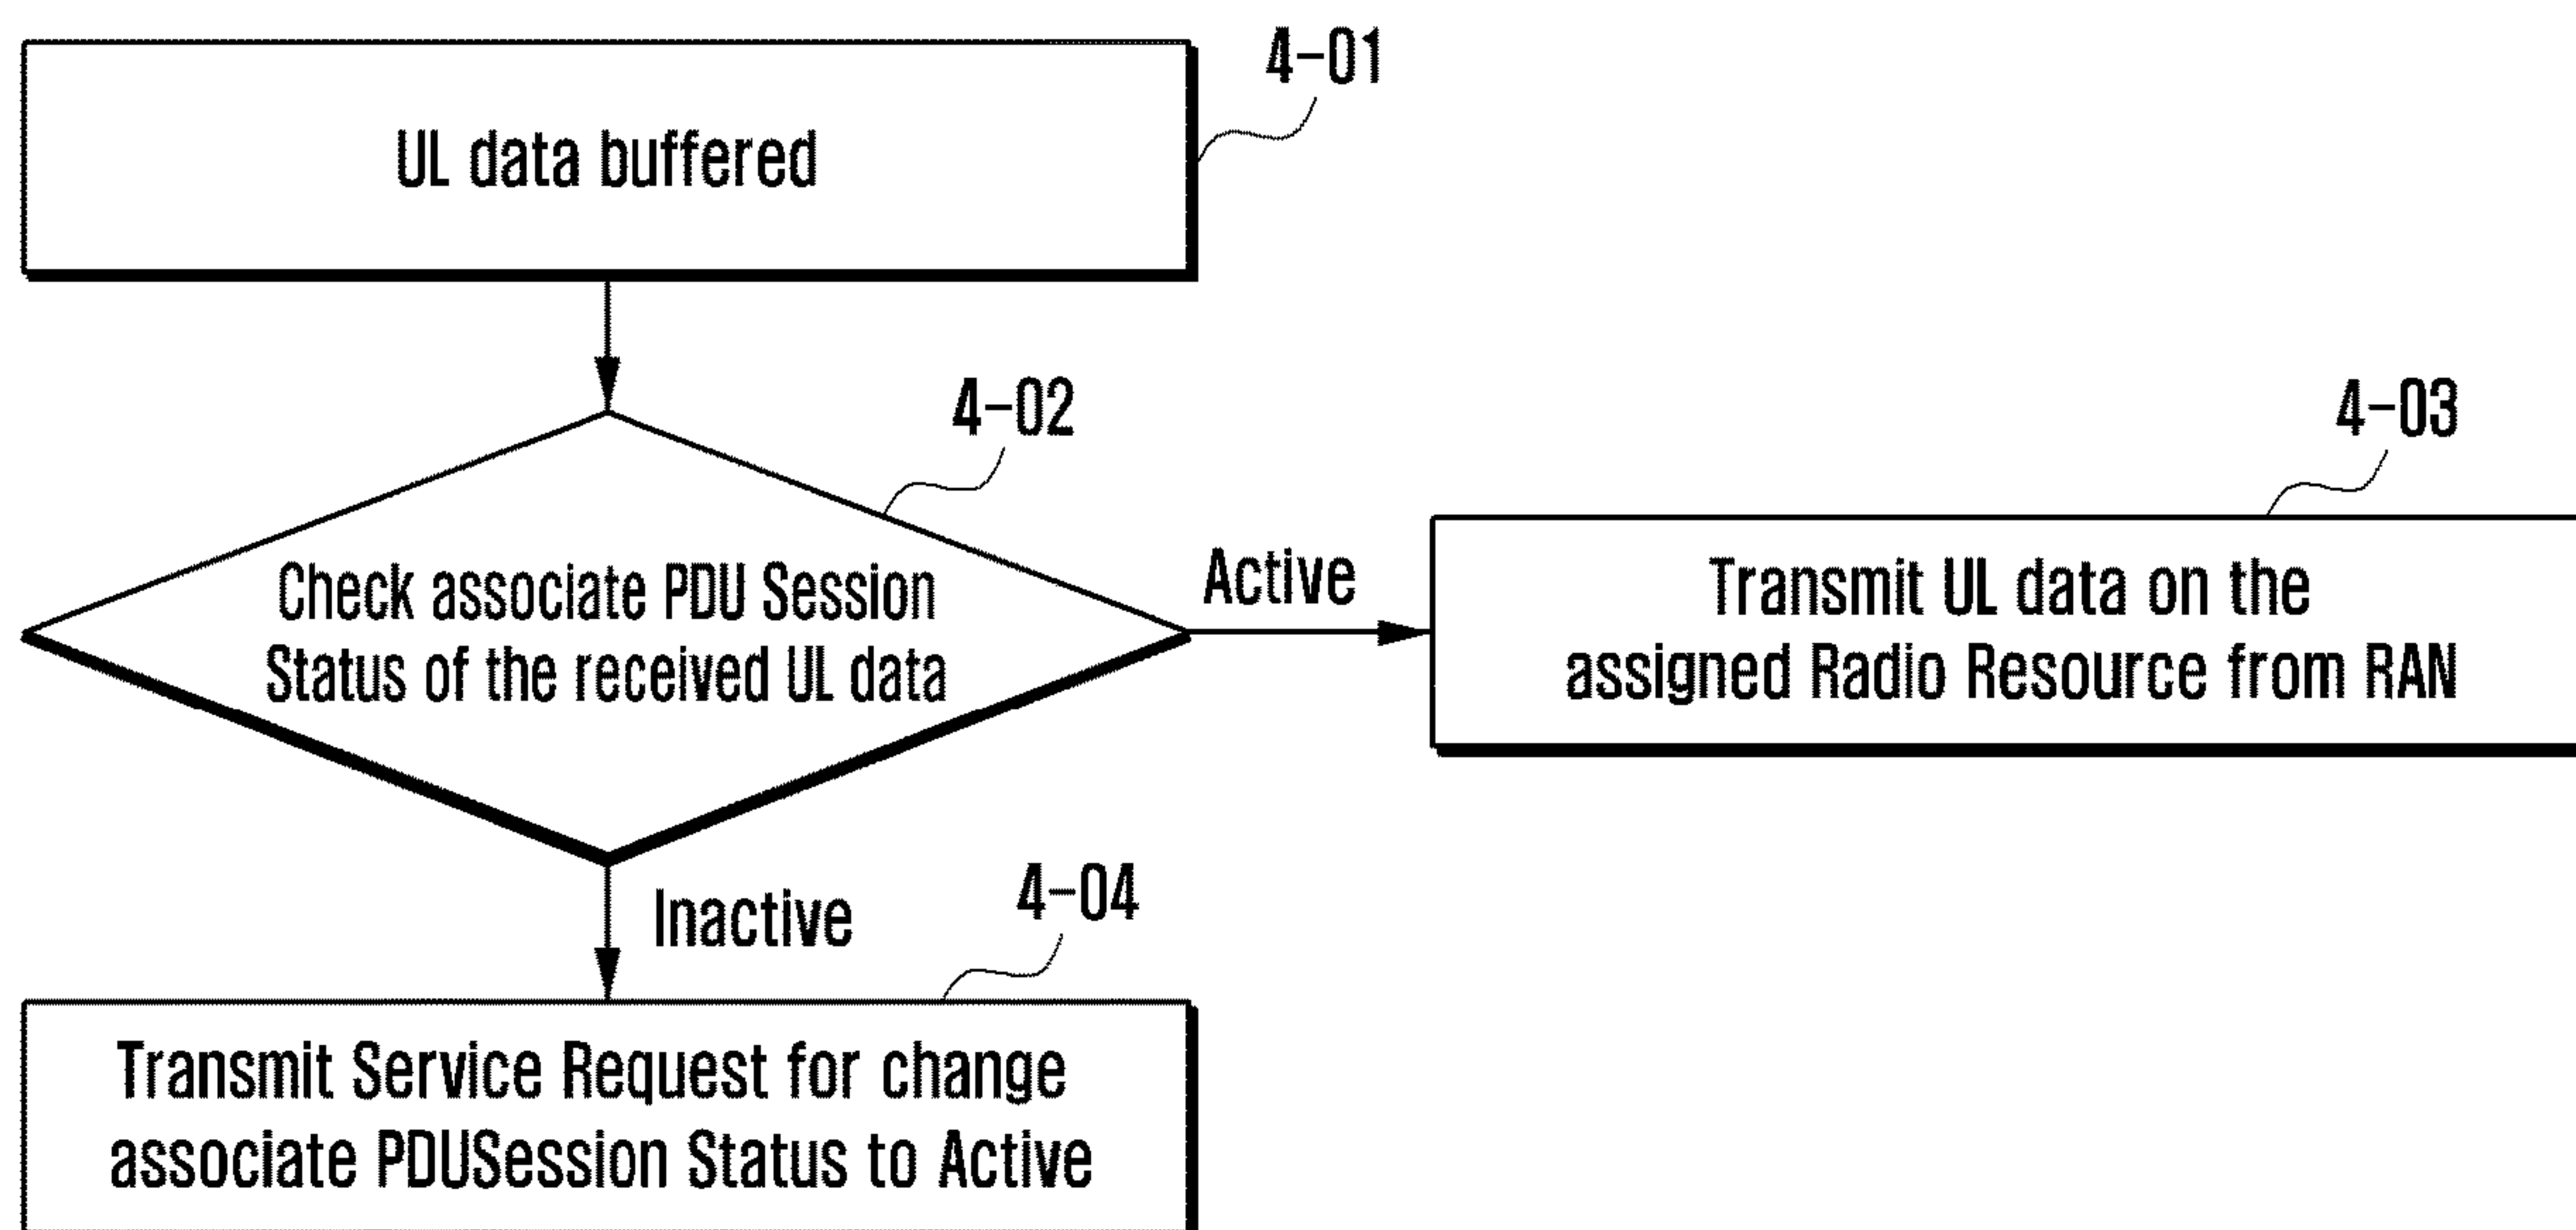 4-01
UL data buffered
4-02
Check associate PDU Session
Status of the received UL data
Active
4-03
Transmit UL data on the
assigned Radio Resource from RAN
Inactive
4-04
Transmit Service Request for change
associate PDUSession Status to Active